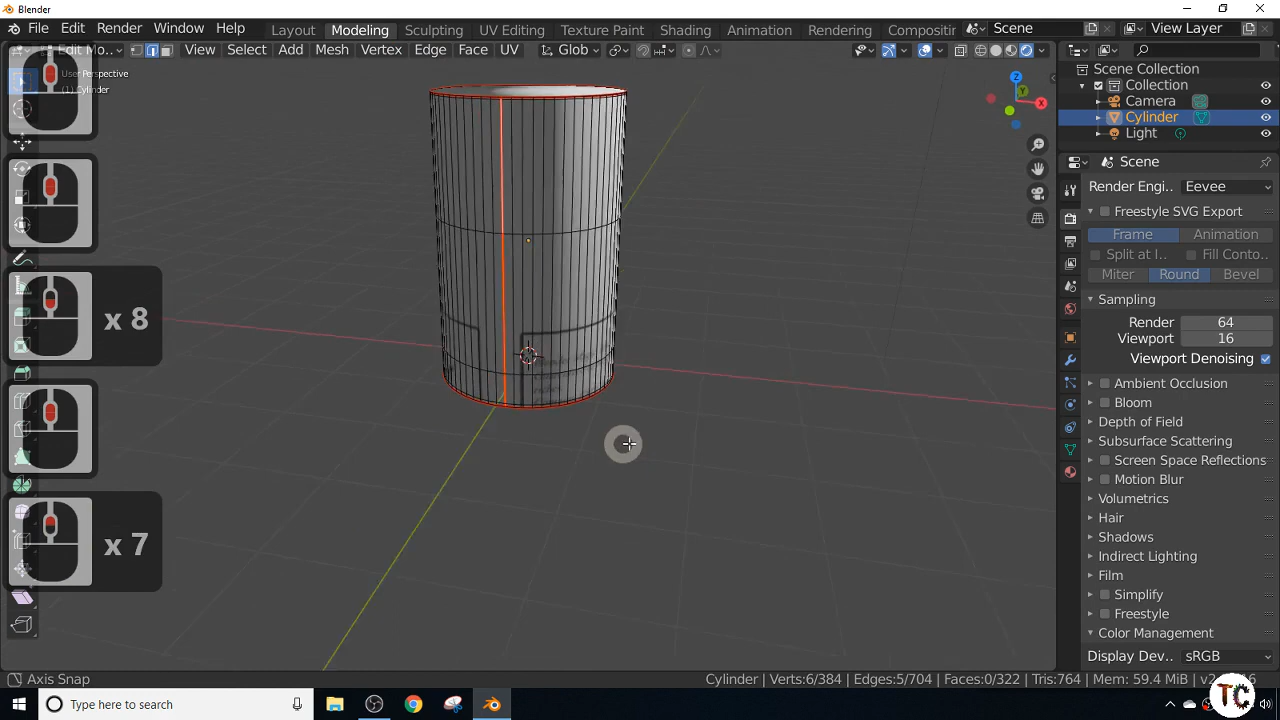 Blender
File Edit Render Window Help Layout Modeling Sculpting UV Editing Texture Paint Shading Animation Rendering Compositir Scene View Layer
Edit Mo.. View Select Add Mesh Vertex Edge Face UV Glob
User Perspective
(1) Cylinder
Scene Collection
Collection
Camera
Cylinder
Light
Scene
Render Engi.. Eevee
Freestyle SVG Export
Frame Animation
Split at I.. Fill Conto..
Miter Round Bevel
Sampling
Render 64
Viewport 16
Viewport Denoising
Ambient Occlusion
Bloom
Depth of Field
Subsurface Scattering
Screen Space Reflections
Motion Blur
Volumetrics
Hair
Shadows
Indirect Lighting
Film
Simplify
Freestyle
Color Management
Display Dev.. sRGB
x 8
x 7
X
Y
Z
Axis Snap
Cylinder | Verts:6/384 | Edges:5/704 | Faces:0/322 | Tris:764 | Mem: 59.4 MiB
Type here to search
TC